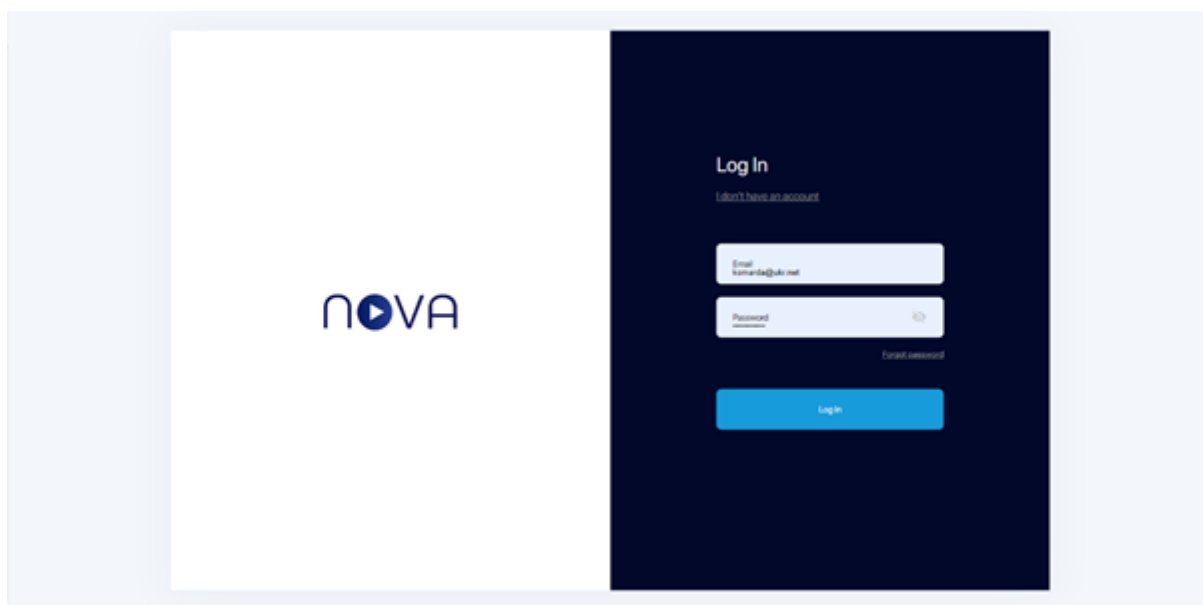 NOVA
Log In
I don't have an account
Email
komarda@ukr.net
Password
Forgot password
Log In